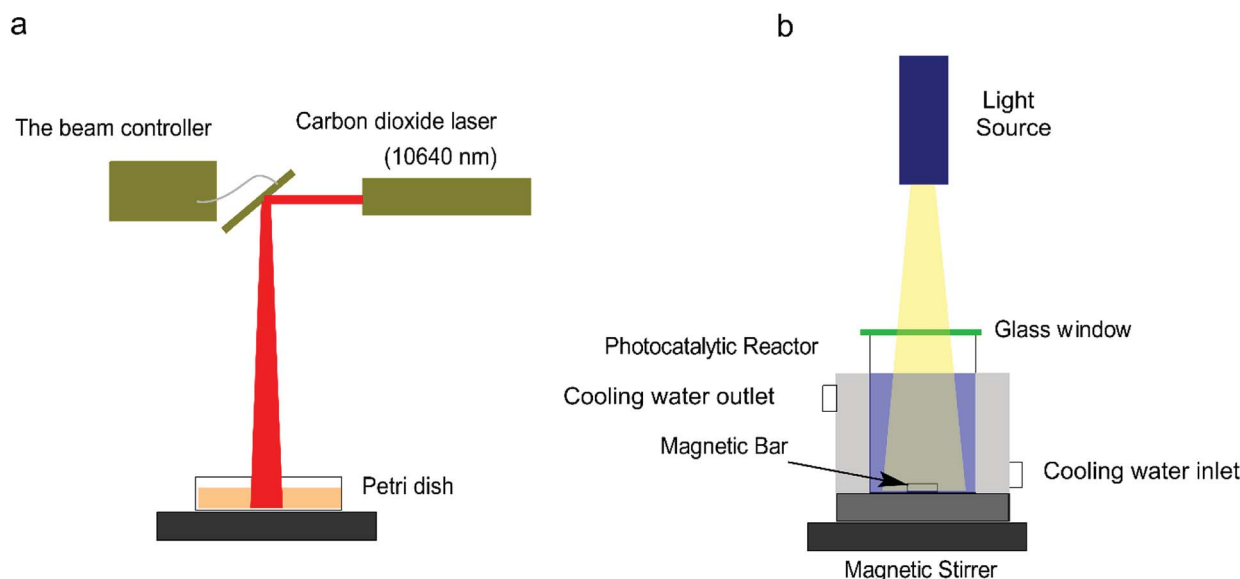 a
The beam controller
Carbon dioxide laser
(10640 nm)
Petri dish
b
Light
Source
Glass window
Photocatalytic Reactor
Cooling water outlet
Magnetic Bar
Cooling water inlet
Magnetic Stirrer